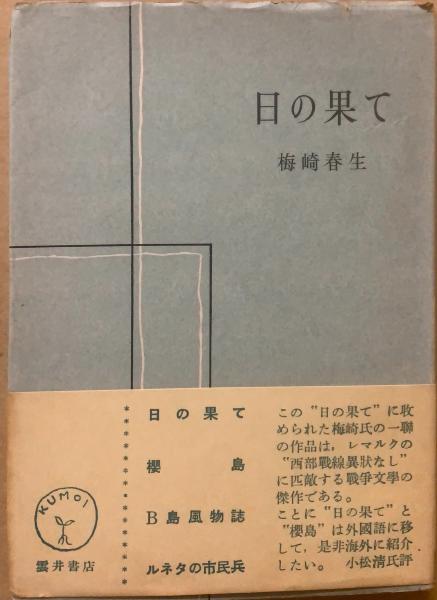 日の果て
梅崎春生
日の果て
櫻島
B島風物誌
ルネタの市民兵
この"日の果て"に收
められた梅崎氏の一聯
の作品は，レマルクの
"西部戰線異狀なし"
に匹敵する戰爭文學の
傑作である。
ことに"日の果て"と
"櫻島"は外國語に移
して，是非海外に紹介
したい。 小松淸氏評
KUMOI
雲井書店